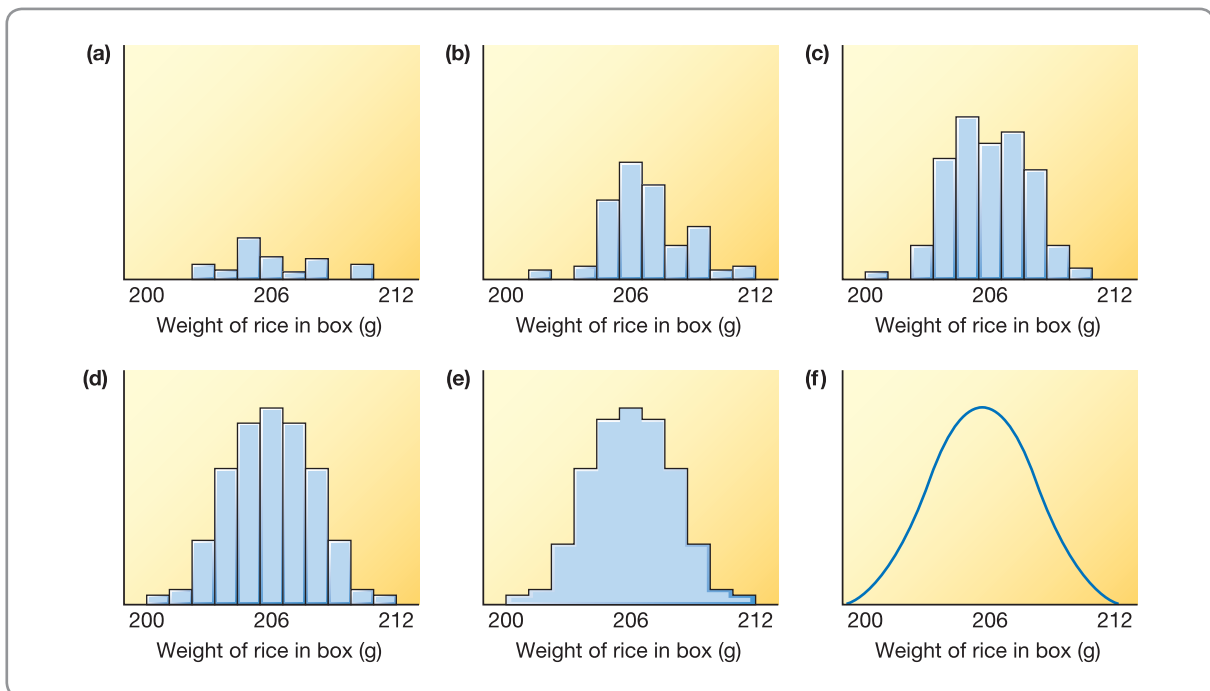 (a) (b) (c)
200 206 212 200 206 212 200 206 212
Weight of rice in box (g) Weight of rice in box (g) Weight of rice in box (g)
(d) (e) (f)
200 206 212 200 206 212 200 206 212
Weight of rice in box (g) Weight of rice in box (g) Weight of rice in box (g)